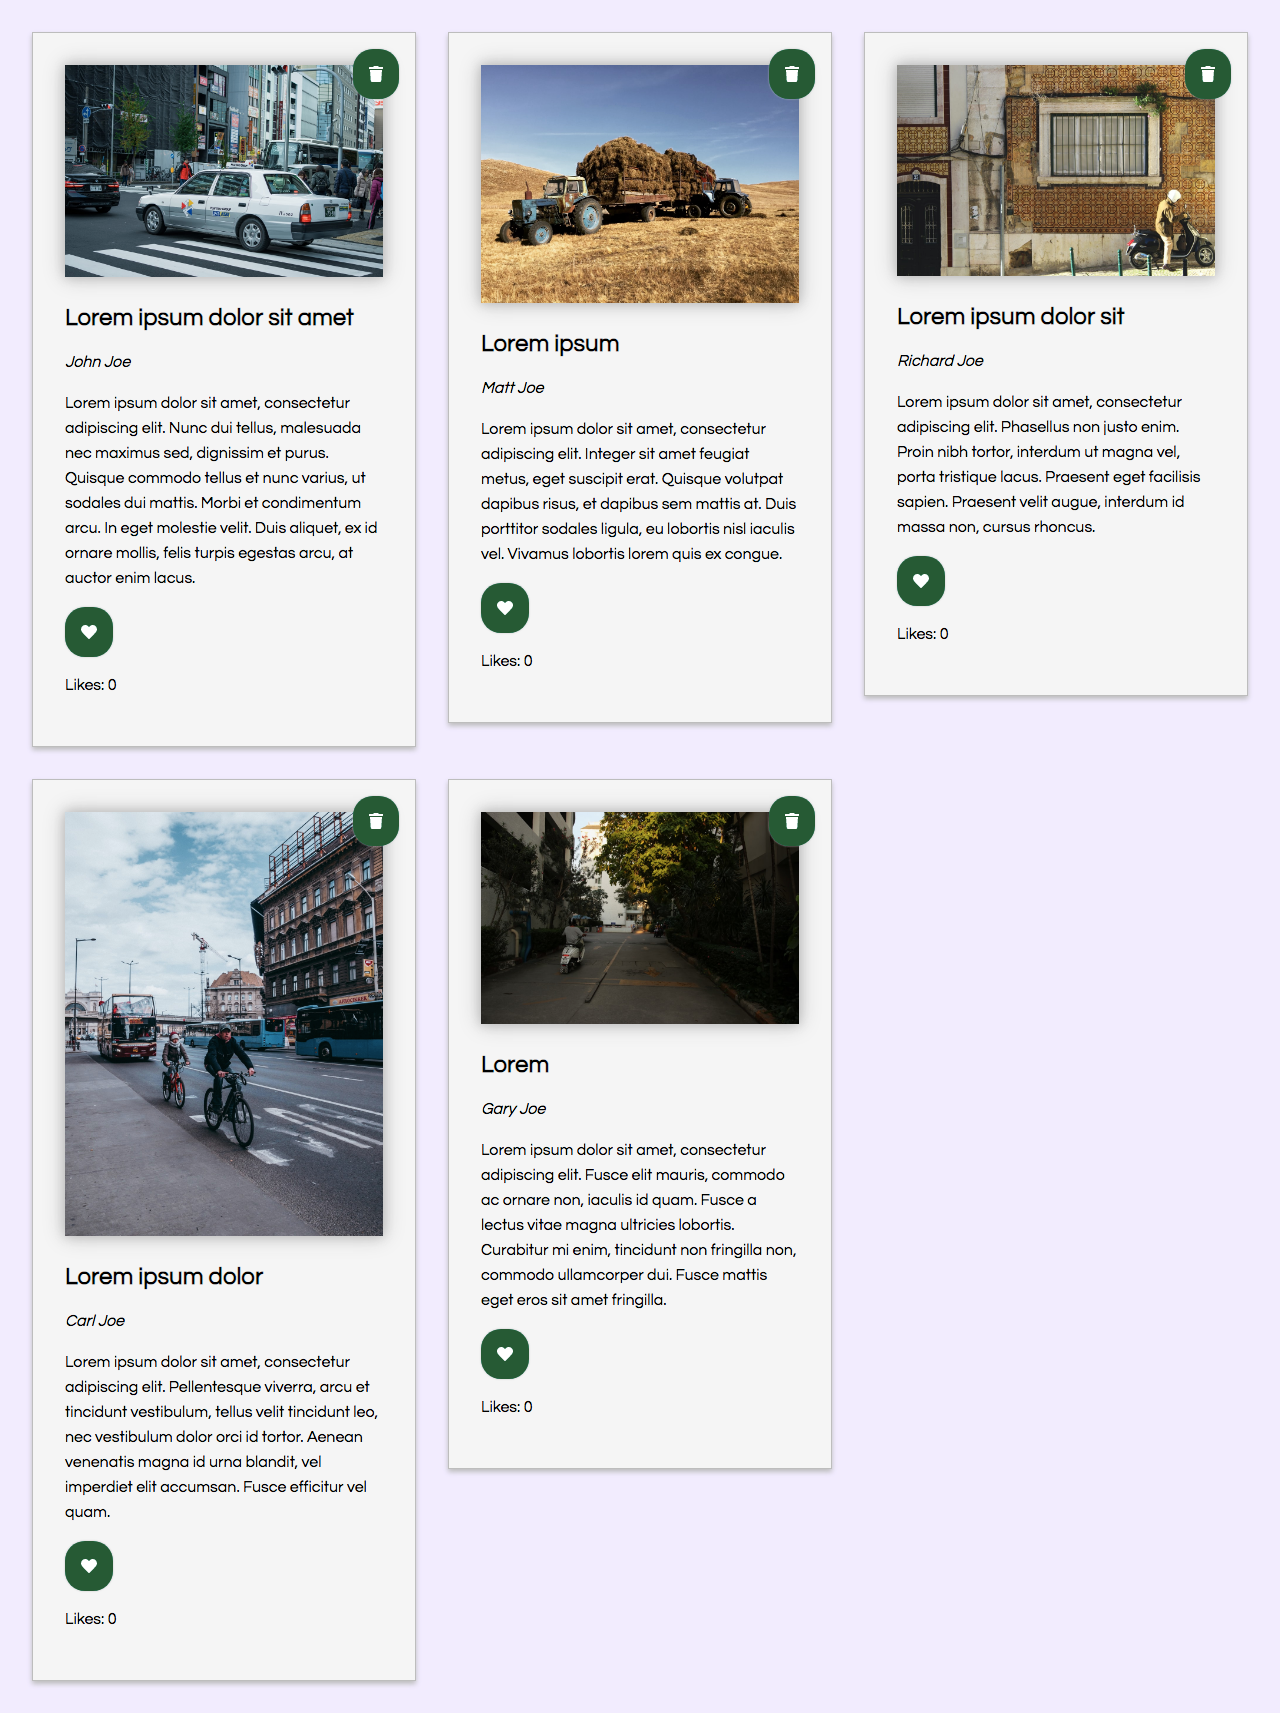 Lorem ipsum dolor sit amet
John Joe
Lorem ipsum dolor sit amet, consectetur
adipiscing elit. Nunc dui tellus, malesuada
nec maximus sed, dignissim et purus.
Quisque commodo tellus et nunc varius, ut
sodales dui mattis. Morbi et condimentum
arcu. In eget molestie velit. Duis aliquet, ex id
ornare mollis, felis turpis egestas arcu, at
auctor enim lacus.
Likes: 0
Lorem ipsum
Matt Joe
Lorem ipsum dolor sit amet, consectetur
adipiscing elit. Integer sit amet feugiat
metus, eget suscipit erat. Quisque volutpat
dapibus risus, et dapibus sem mattis at. Duis
porttitor sodales ligula, eu lobortis nisl iaculis
vel. Vivamus lobortis lorem quis ex congue.
Likes: 0
Lorem ipsum dolor sit
Richard Joe
Lorem ipsum dolor sit amet, consectetur
adipiscing elit. Phasellus non justo enim.
Proin nibh tortor, interdum ut magna vel,
porta tristique lacus. Praesent eget facilisis
sapien. Praesent velit augue, interdum id
massa non, cursus rhoncus.
Likes: 0
Lorem ipsum dolor
Carl Joe
Lorem ipsum dolor sit amet, consectetur
adipiscing elit. Pellentesque viverra, arcu et
tincidunt vestibulum, tellus velit tincidunt leo,
nec vestibulum dolor orci id tortor. Aenean
venenatis magna id urna blandit, vel
imperdiet elit accumsan. Fusce efficitur vel
quam.
Likes: 0
Lorem
Gary Joe
Lorem ipsum dolor sit amet, consectetur
adipiscing elit. Fusce elit mauris, commodo
ac ornare non, iaculis id quam. Fusce a
lectus vitae magna ultricies lobortis.
Curabitur mi enim, tincidunt non fringilla non,
commodo ullamcorper dui. Fusce mattis
eget eros sit amet fringilla.
Likes: 0